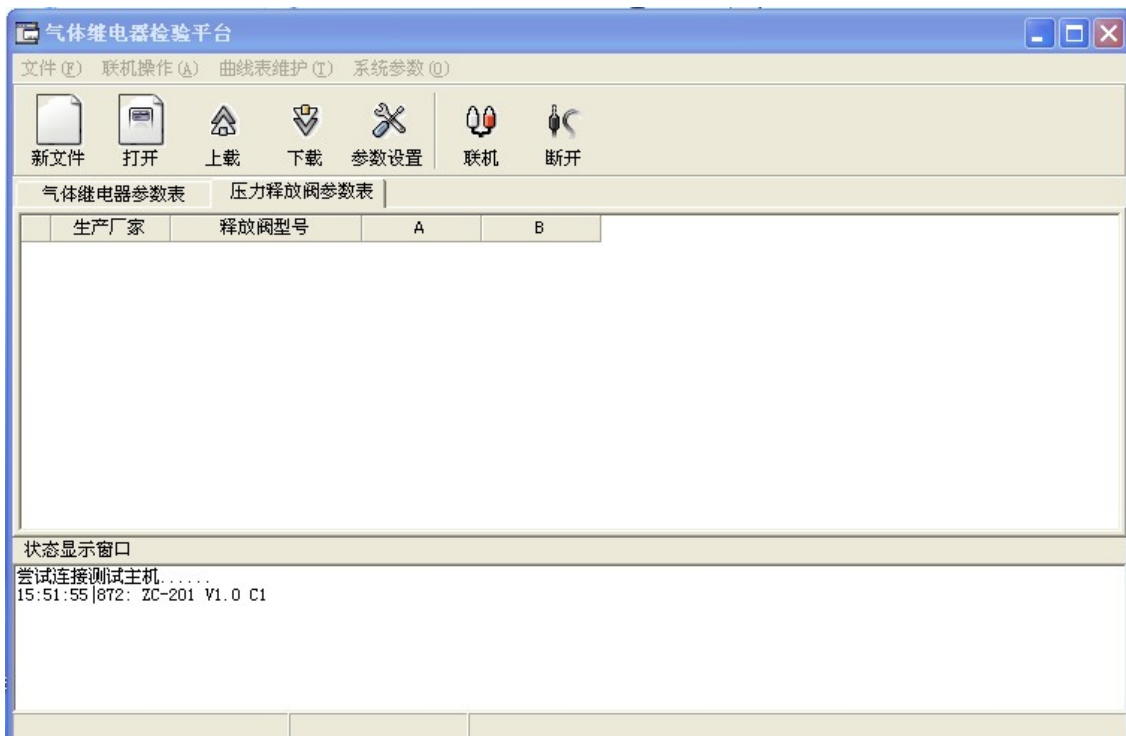 气体继电器检验平台
文件(F) 联机操作(A) 曲线表维护(T) 系统参数(O)
新文件 打开 上载 下载 参数设置 联机 断开
气体继电器参数表 压力释放阀参数表
生产厂家 释放阀型号 A B
状态显示窗口
尝试连接测试主机......
15:51:55|872: ZC-201 V1.0 C1